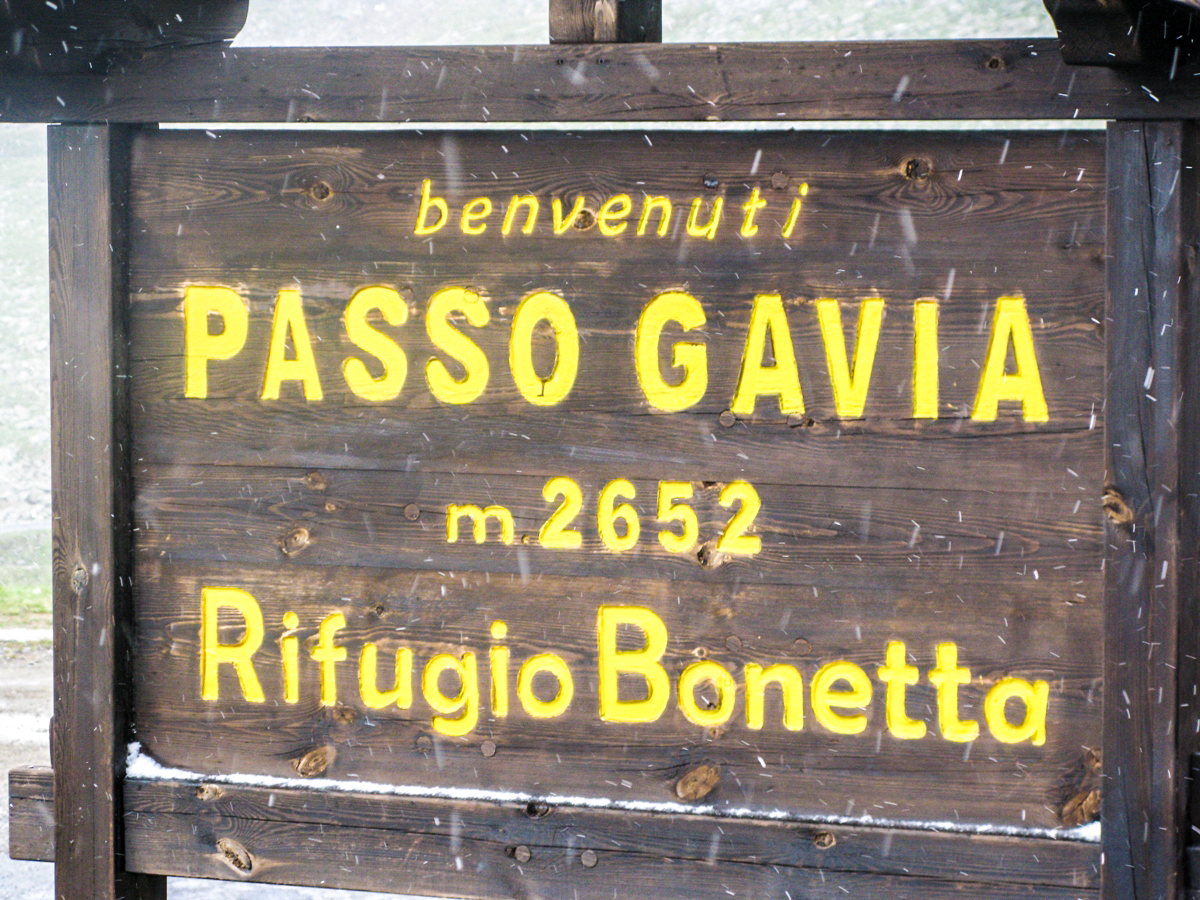 benvenuti
PASSO GAVIA
m.2652
Rifugio Bonetta